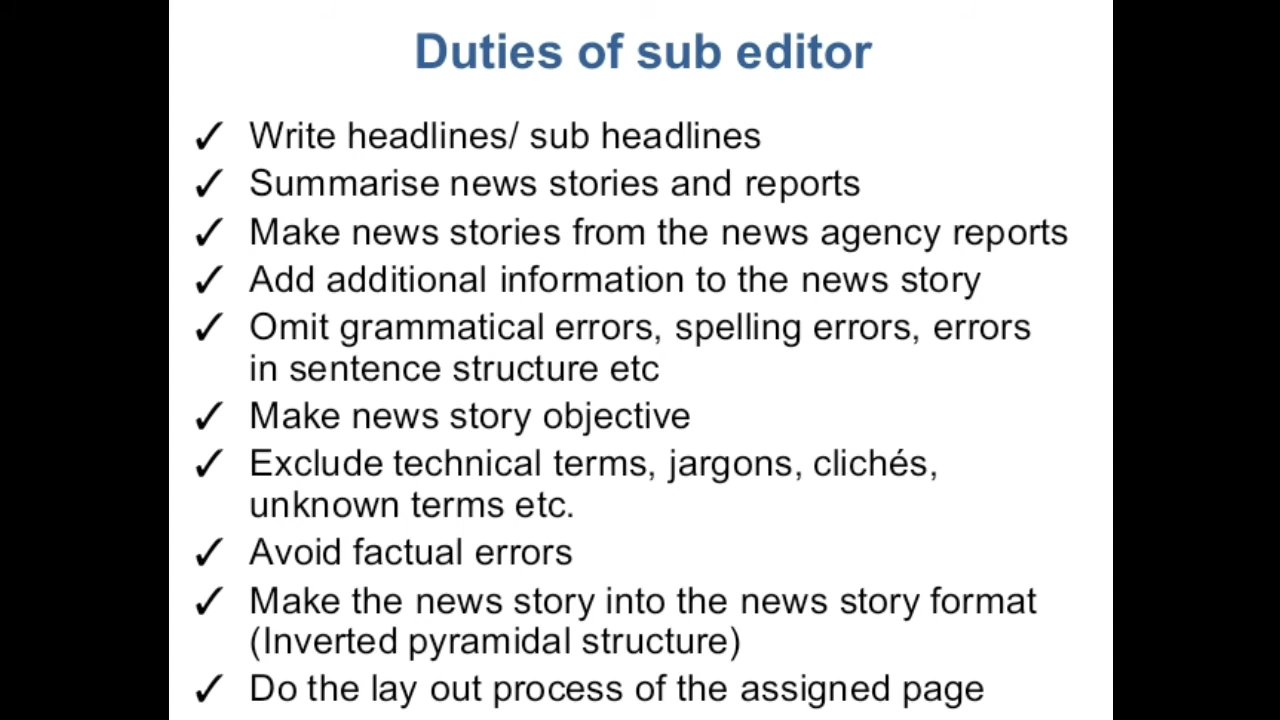 Duties of sub editor
✓ Write headlines/ sub headlines
✓ Summarise news stories and reports
✓ Make news stories from the news agency reports
✓ Add additional information to the news story
✓ Omit grammatical errors, spelling errors, errors
in sentence structure etc
✓ Make news story objective
✓ Exclude technical terms, jargons, clichés,
unknown terms etc.
✓ Avoid factual errors
✓ Make the news story into the news story format
(Inverted pyramidal structure)
✓ Do the lay out process of the assigned page